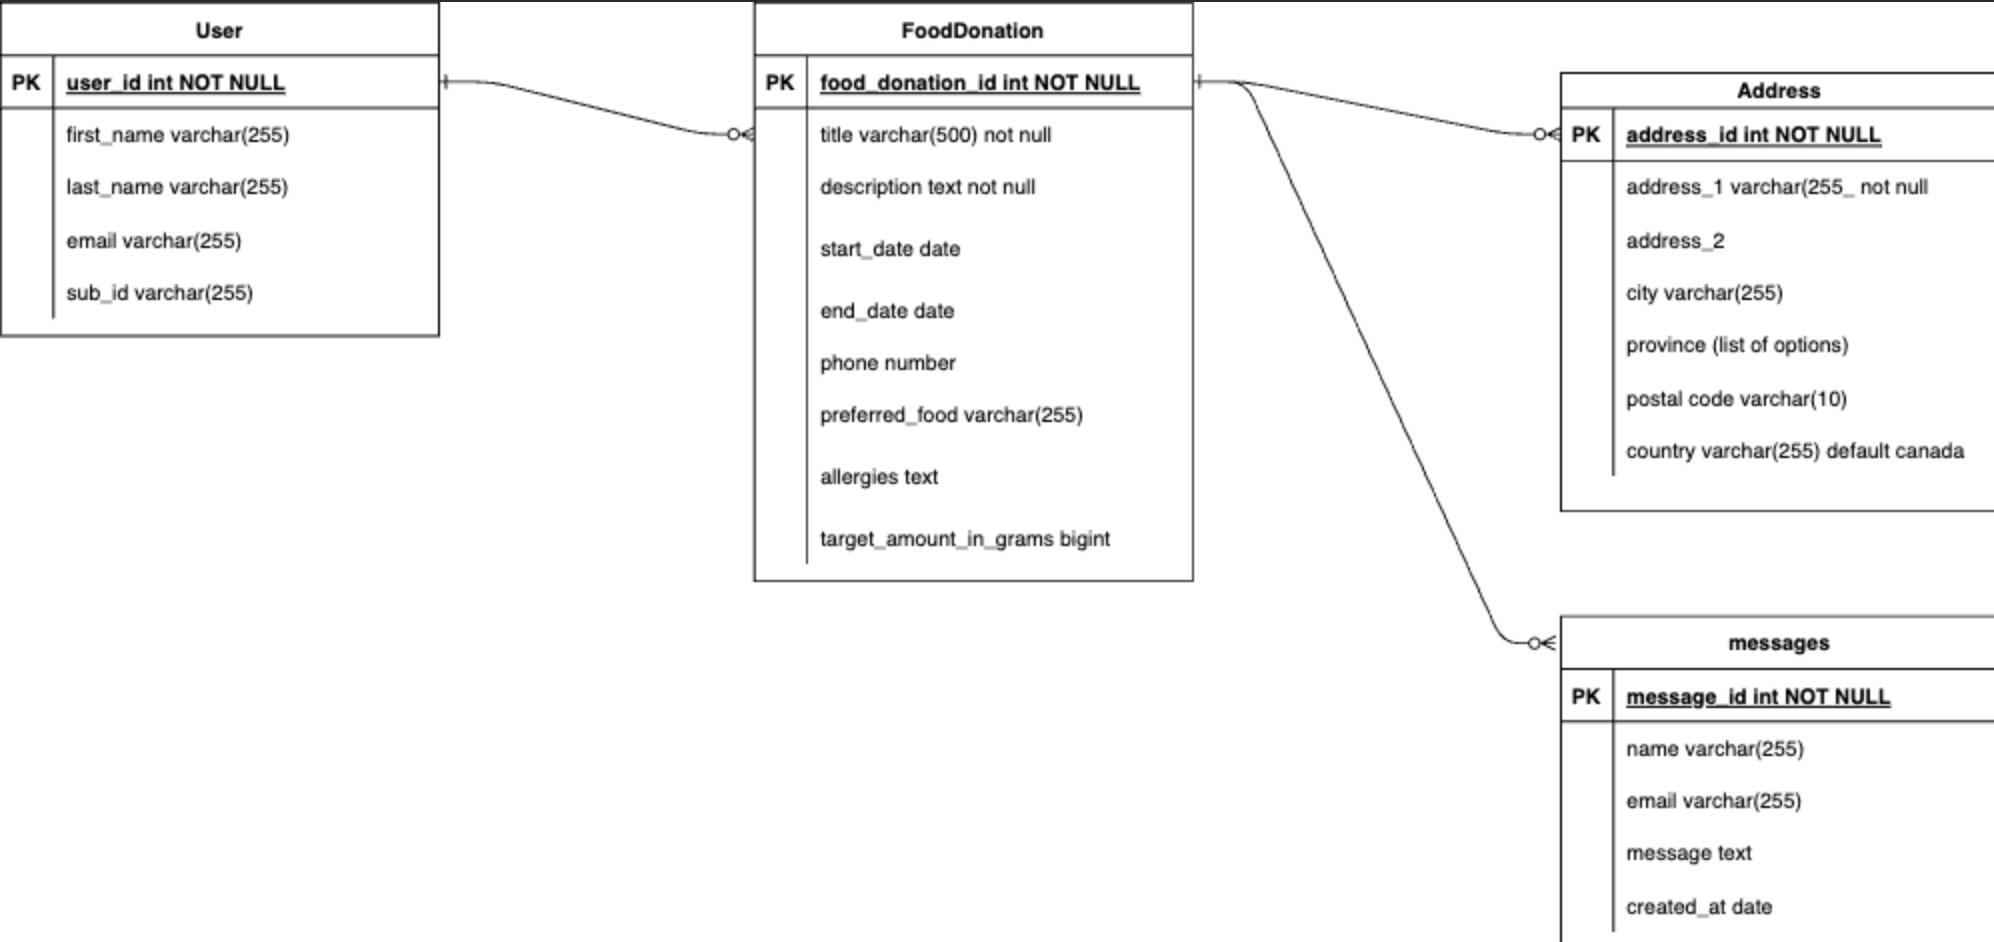 User
PK user_id int NOT NULL
first_name varchar(255)
last_name varchar(255)
email varchar(255)
sub_id varchar(255)
FoodDonation
PK food_donation_id int NOT NULL
title varchar(500) not null
description text not null
start_date date
end_date date
phone number
preferred_food varchar(255)
allergies text
target_amount_in_grams bigint
Address
PK address_id int NOT NULL
address_1 varchar(255_ not null
address_2
city varchar(255)
province (list of options)
postal code varchar(10)
country varchar(255) default canada
messages
PK message_id int NOT NULL
name varchar(255)
email varchar(255)
message text
created_at date